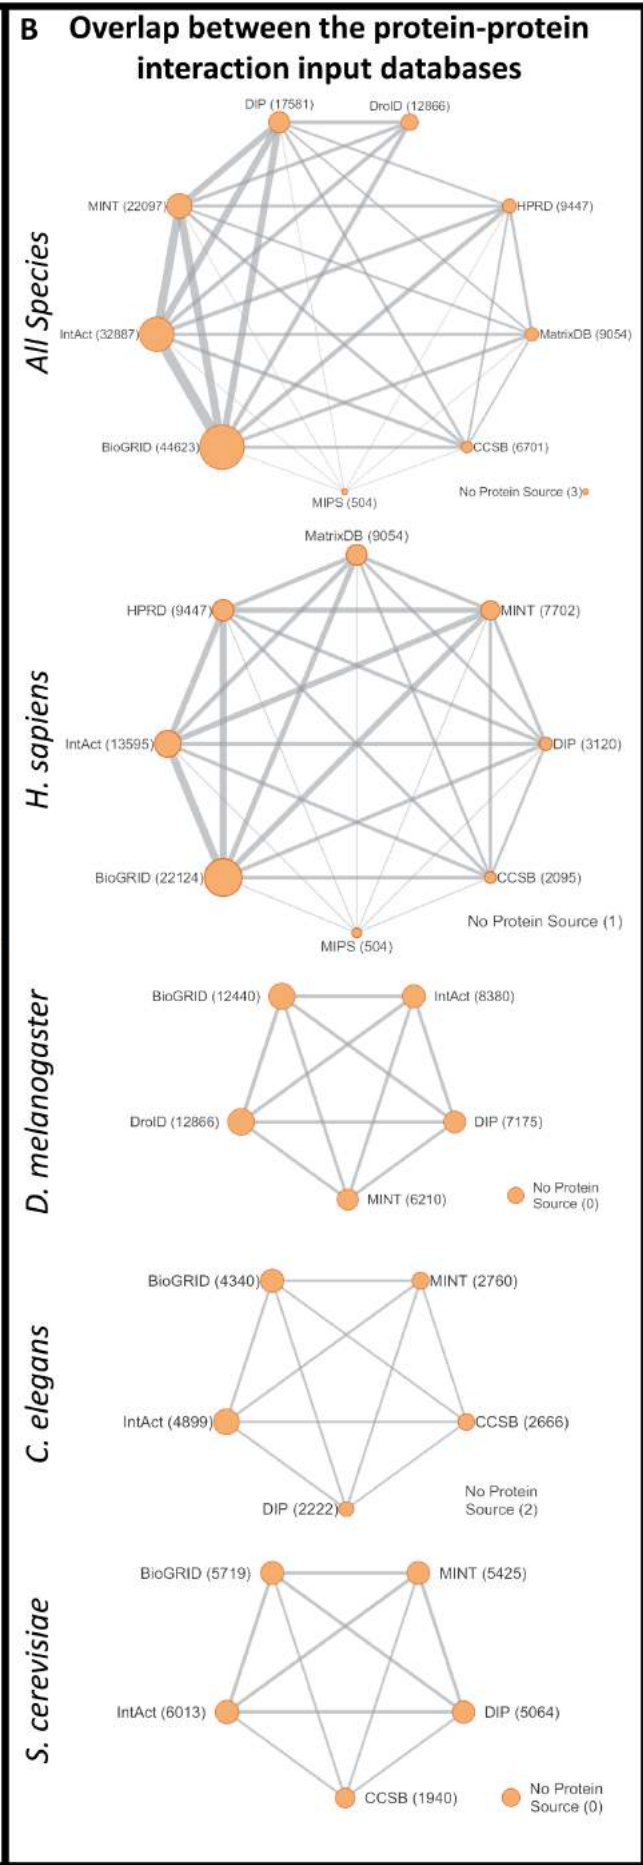 B Overlap between the protein-protein
interaction input databases
All Species
DIP (17581)
DroID (12866)
MINT (22097)
HPRD (9447)
IntAct (32887)
MatrixDB (9054)
BioGRID (44623)
CCSB (6701)
MIPS (504)
No Protein Source (3)
H. sapiens
MatrixDB (9054)
HPRD (9447)
MINT (7702)
IntAct (13595)
DIP (3120)
BioGRID (22124)
CCSB (2095)
No Protein Source (1)
MIPS (504)
D. melanogaster
BioGRID (12440)
IntAct (8380)
DroID (12866)
DIP (7175)
MINT (6210)
No Protein
Source (0)
C. elegans
BioGRID (4340)
MINT (2760)
IntAct (4899)
CCSB (2666)
DIP (2222)
No Protein
Source (2)
S. cerevisiae
BioGRID (5719)
MINT (5425)
IntAct (6013)
DIP (5064)
CCSB (1940)
No Protein
Source (0)